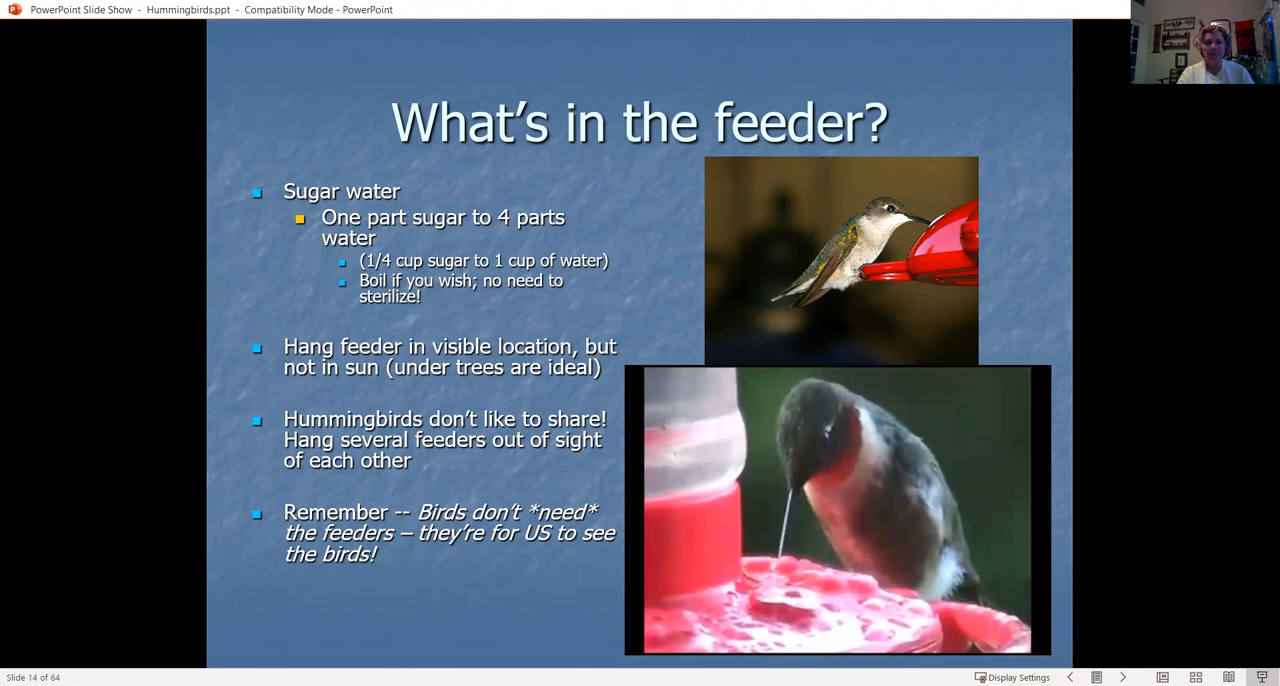 PowerPoint Slide Show - Hummingbirds.ppt - Compatibility Mode - PowerPoint
What's in the feeder?
Sugar water
One part sugar to 4 parts
water
(1/4 cup sugar to 1 cup of water)
Boil if you wish; no need to
sterilize!
Hang feeder in visible location, but
not in sun (under trees are ideal)
Hummingbirds don't like to share!
Hang several feeders out of sight
of each other
Remember -- Birds don't *need*
the feeders – they're for US to see
the birds!
Slide 14 of 64
Display Settings